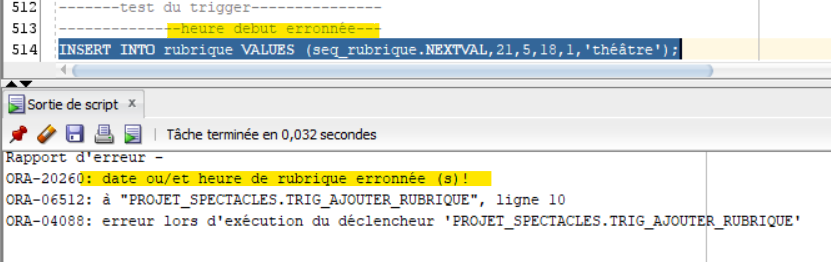 512 -------test du trigger---------------
513 --------------heure debut erronnée---
514 INSERT INTO rubrique VALUES (seq_rubrique.NEXTVAL,21,5,18,1,'théâtre');
Sortie de script x
Tâche terminée en 0,032 secondes
Rapport d'erreur -
ORA-20260: date ou/et heure de rubrique erronnée (s)!
ORA-06512: à "PROJET_SPECTACLES.TRIG_AJOUTER_RUBRIQUE", ligne 10
ORA-04088: erreur lors d'exécution du déclencheur 'PROJET_SPECTACLES.TRIG_AJOUTER_RUBRIQUE'